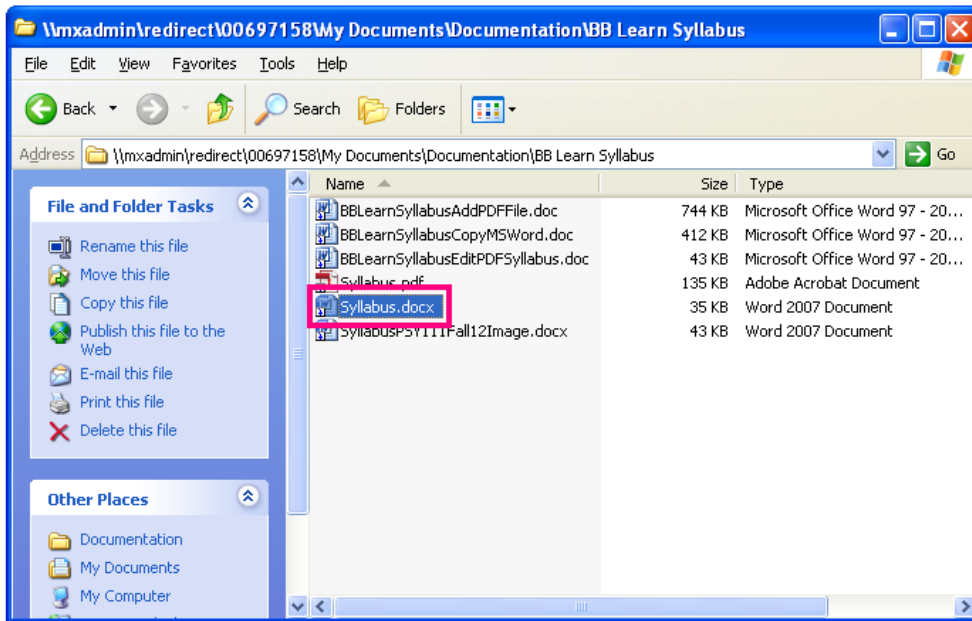 \\mxadmin\redirect\00697158\My Documents\Documentation\BB Learn Syllabus
File Edit View Favorites Tools Help
Back Search Folders
Address \\mxadmin\redirect\00697158\My Documents\Documentation\BB Learn Syllabus Go
File and Folder Tasks
Rename this file
Move this file
Copy this file
Publish this file to the
Web
E-mail this file
Print this file
Delete this file
Other Places
Documentation
My Documents
My Computer
Name Size Type
BBLearnSyllabusAddPDFFile.doc 744 KB Microsoft Office Word 97 - 20...
BBLearnSyllabusCopyMSWord.doc 412 KB Microsoft Office Word 97 - 20...
BBLearnSyllabusEditPDFSyllabus.doc 43 KB Microsoft Office Word 97 - 20...
Syllabus.pdf 135 KB Adobe Acrobat Document
Syllabus.docx 35 KB Word 2007 Document
SyllabusPSY111Fall12Image.docx 43 KB Word 2007 Document